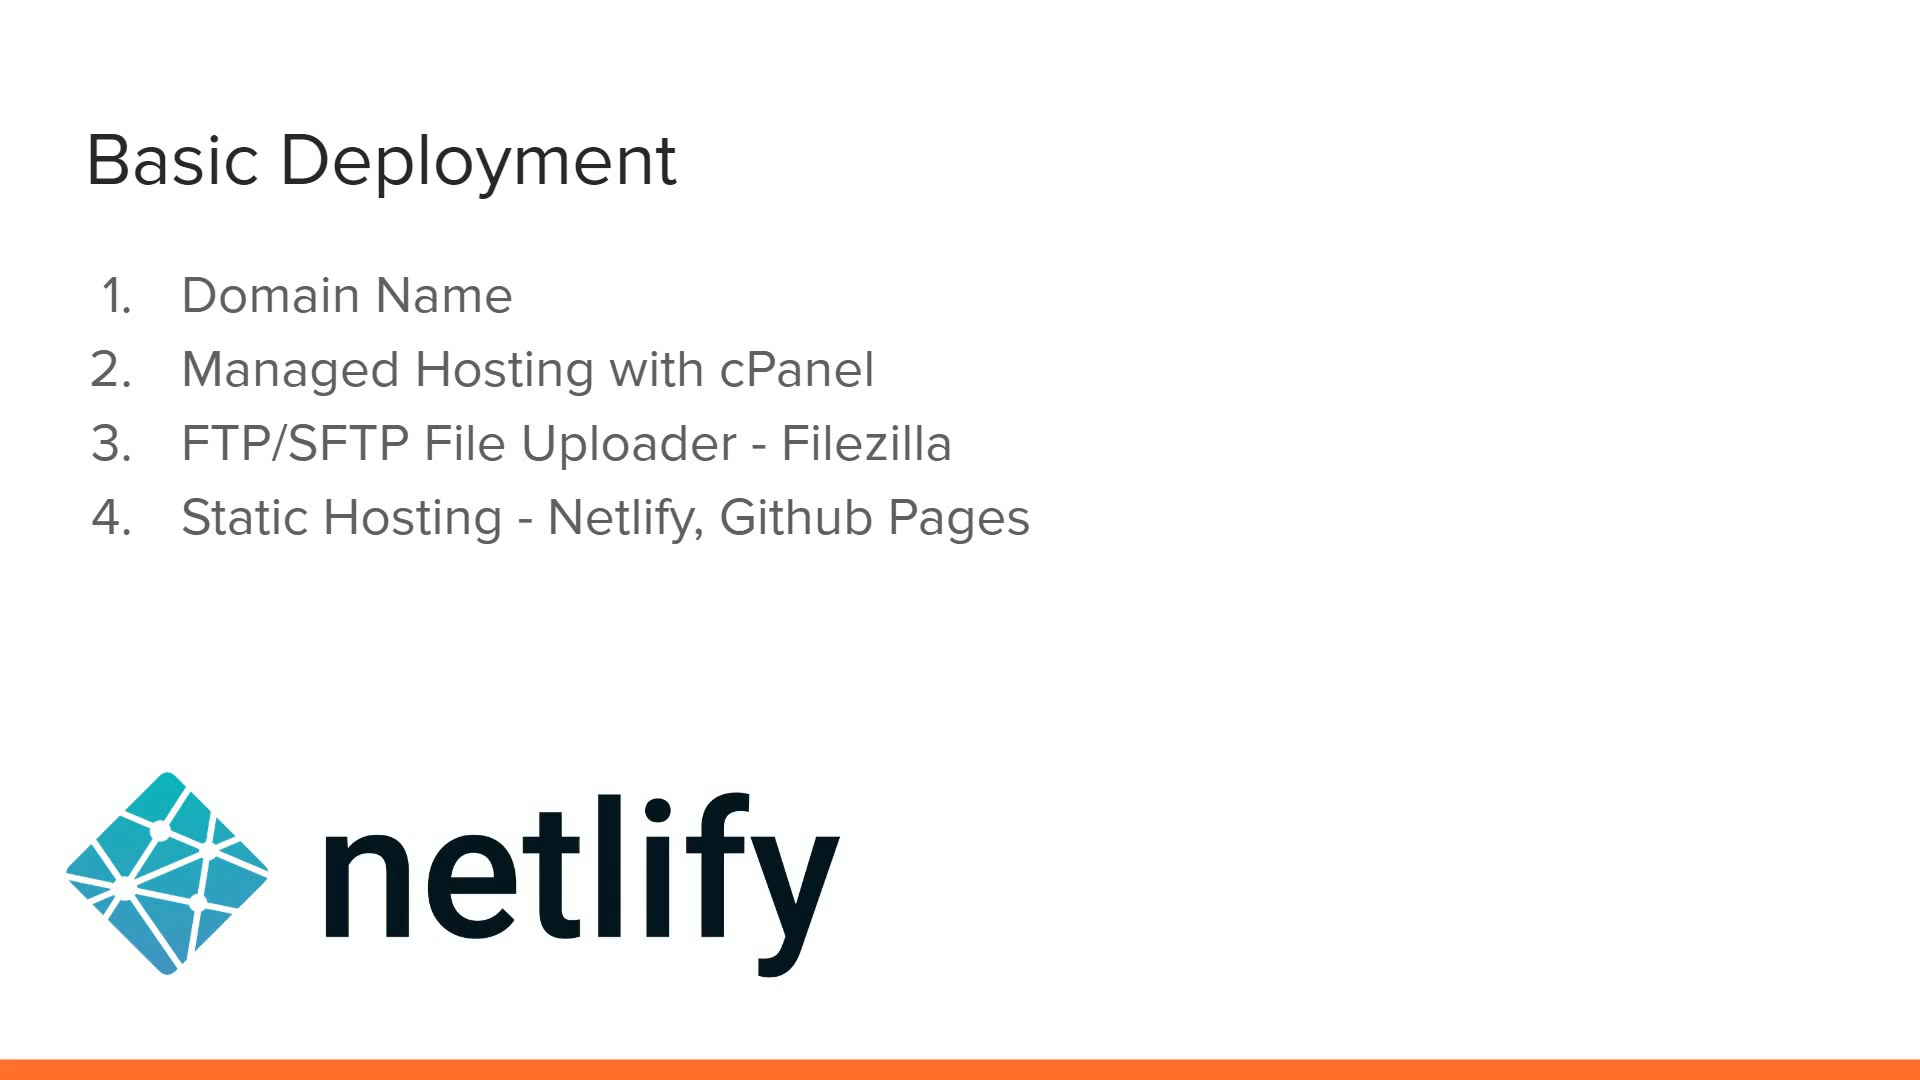 Basic Deployment
1. Domain Name
2. Managed Hosting with cPanel
3. FTP/SFTP File Uploader - Filezilla
4. Static Hosting - Netlify, Github Pages
netlify